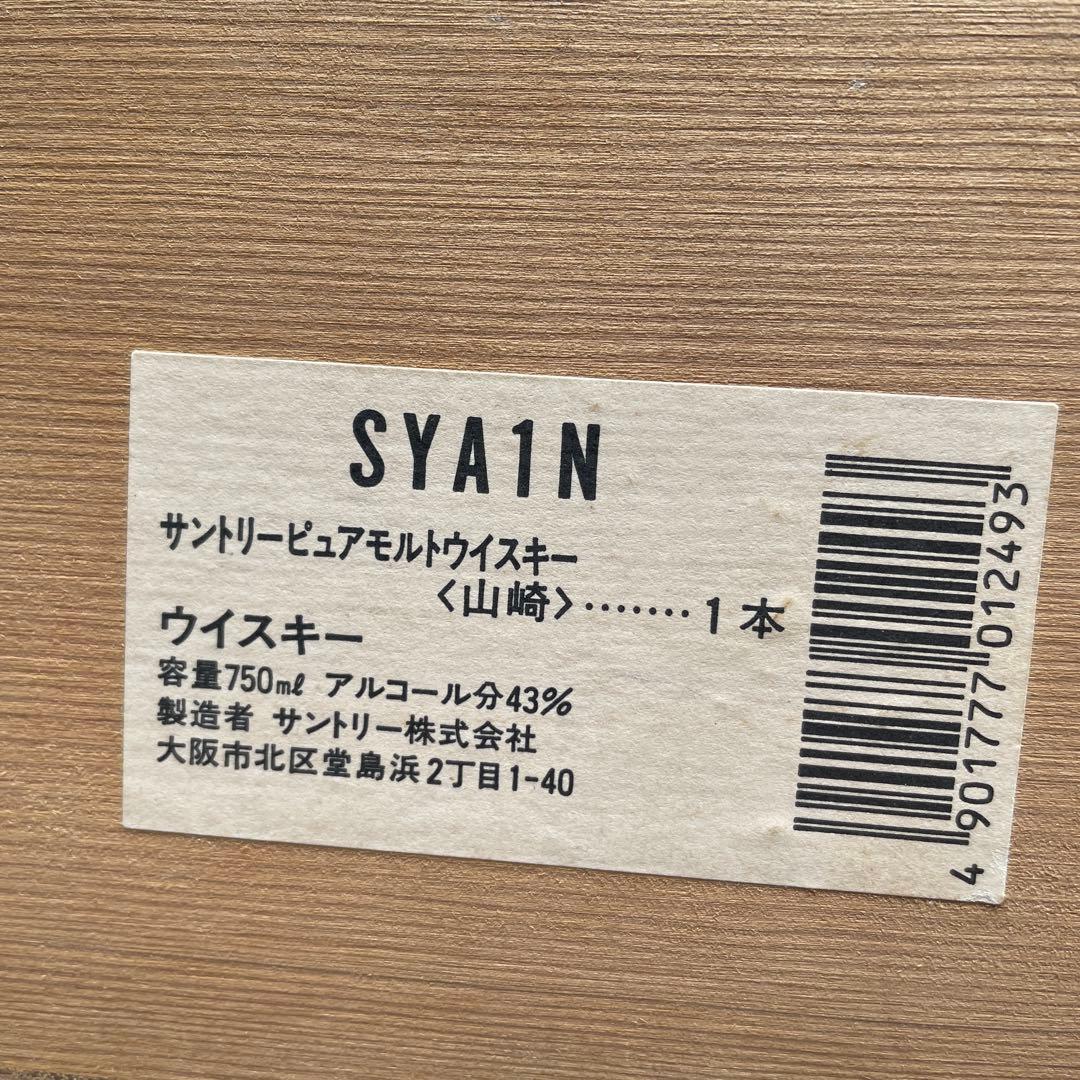 SYA1N
サントリーピュアモルトウイスキー
〈山崎〉‥‥‥‥1本
ウイスキー
容量750㎖ アルコール分43%
製造者 サントリー株式会社
大阪市北区堂島浜2丁目1-40
4 901777 012493